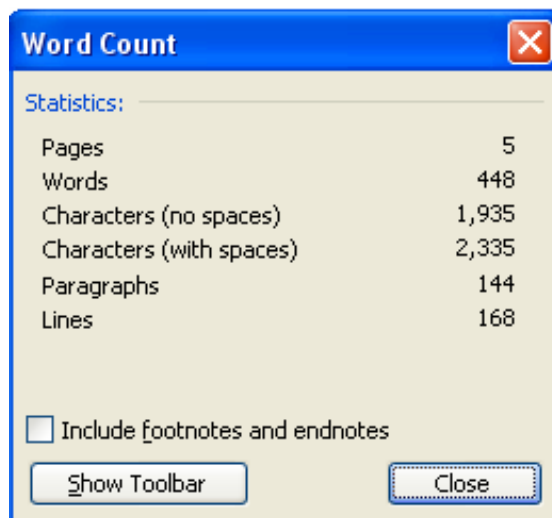 Word Count
Statistics:
Pages 5
Words 448
Characters (no spaces) 1,935
Characters (with spaces) 2,335
Paragraphs 144
Lines 168
Include footnotes and endnotes
Show Toolbar Close